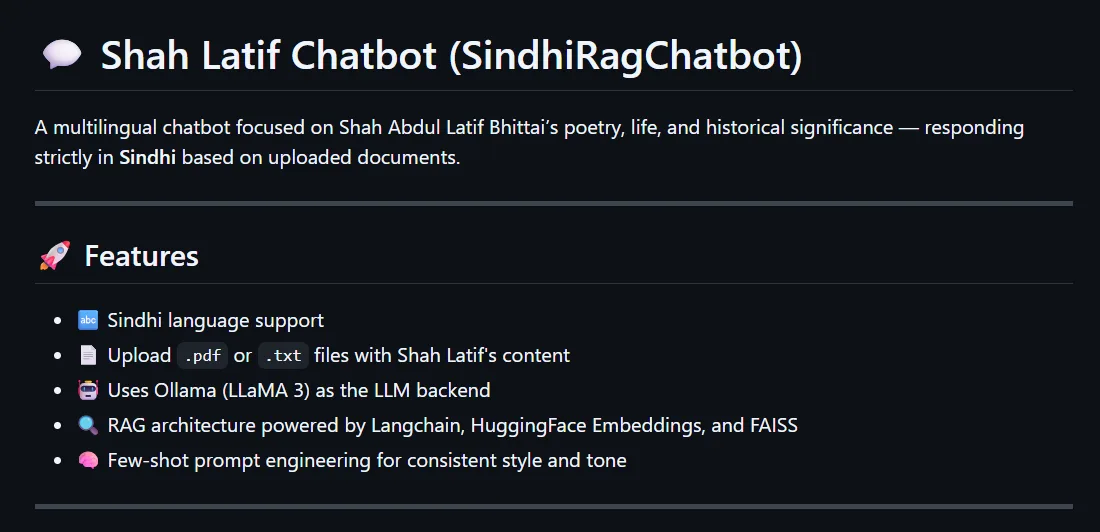 💬 Shah Latif Chatbot (SindhiRagChatbot)
A multilingual chatbot focused on Shah Abdul Latif Bhittai’s poetry, life, and historical significance — responding
strictly in Sindhi based on uploaded documents.
🚀 Features
• 🔤 Sindhi language support
• 📄 Upload .pdf or .txt files with Shah Latif's content
• 🤖 Uses Ollama (LLaMA 3) as the LLM backend
• 🔍 RAG architecture powered by Langchain, HuggingFace Embeddings, and FAISS
• 🧠 Few-shot prompt engineering for consistent style and tone